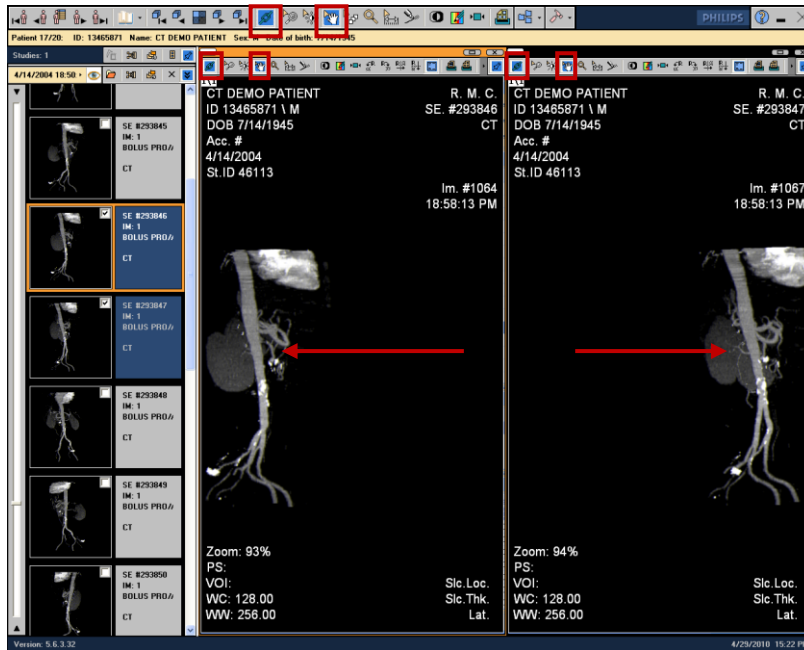 PHILIPS
Patient 17/20: ID: 13465871 Name: CT DEMO PATIENT Sex: M Date of birth: 7/14/1945
Studies: 1
4/14/2004 18:50
SE #293845
IM: 1
BOLUS PRO/
CT
SE #293846
IM: 1
BOLUS PRO/
CT
SE #293847
IM: 1
BOLUS PRO/
CT
SE #293848
IM: 1
BOLUS PRO/
CT
SE #293849
IM: 1
BOLUS PRO/
CT
SE #293850
IM: 1
BOLUS PRO/
CT
CT DEMO PATIENT R. M. C.
ID 13465871 \ M SE. #293846
DOB 7/14/1945 CT
Acc. #
4/14/2004
St.ID 46113
Im. #1064
18:58:13 PM
Zoom: 93%
PS:
VOI: Slc.Loc.
WC: 128.00 Slc.Thk.
WW: 256.00 Lat.
CT DEMO PATIENT R. M. C.
ID 13465871 \ M SE. #293847
DOB 7/14/1945 CT
Acc. #
4/14/2004
St.ID 46113
Im. #1067
18:58:13 PM
Zoom: 94%
PS:
VOI: Slc.Loc.
WC: 128.00 Slc.Thk.
WW: 256.00 Lat.
Version: 5.6.3.32 4/29/2010 15:22 P